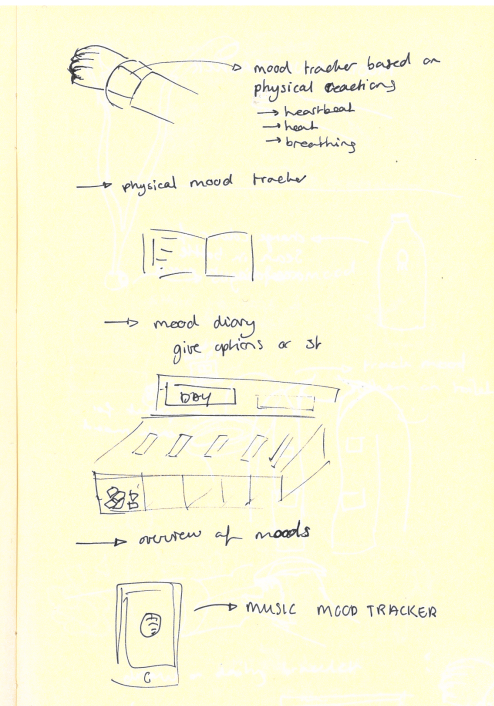 mood tracker based on
physical reactions
→ heartbeat
→ heat
→ breathing
→ physical mood tracker
→ mood diary
give options or st
DAY
→ overview of moods
→ MUSIC MOOD TRACKER